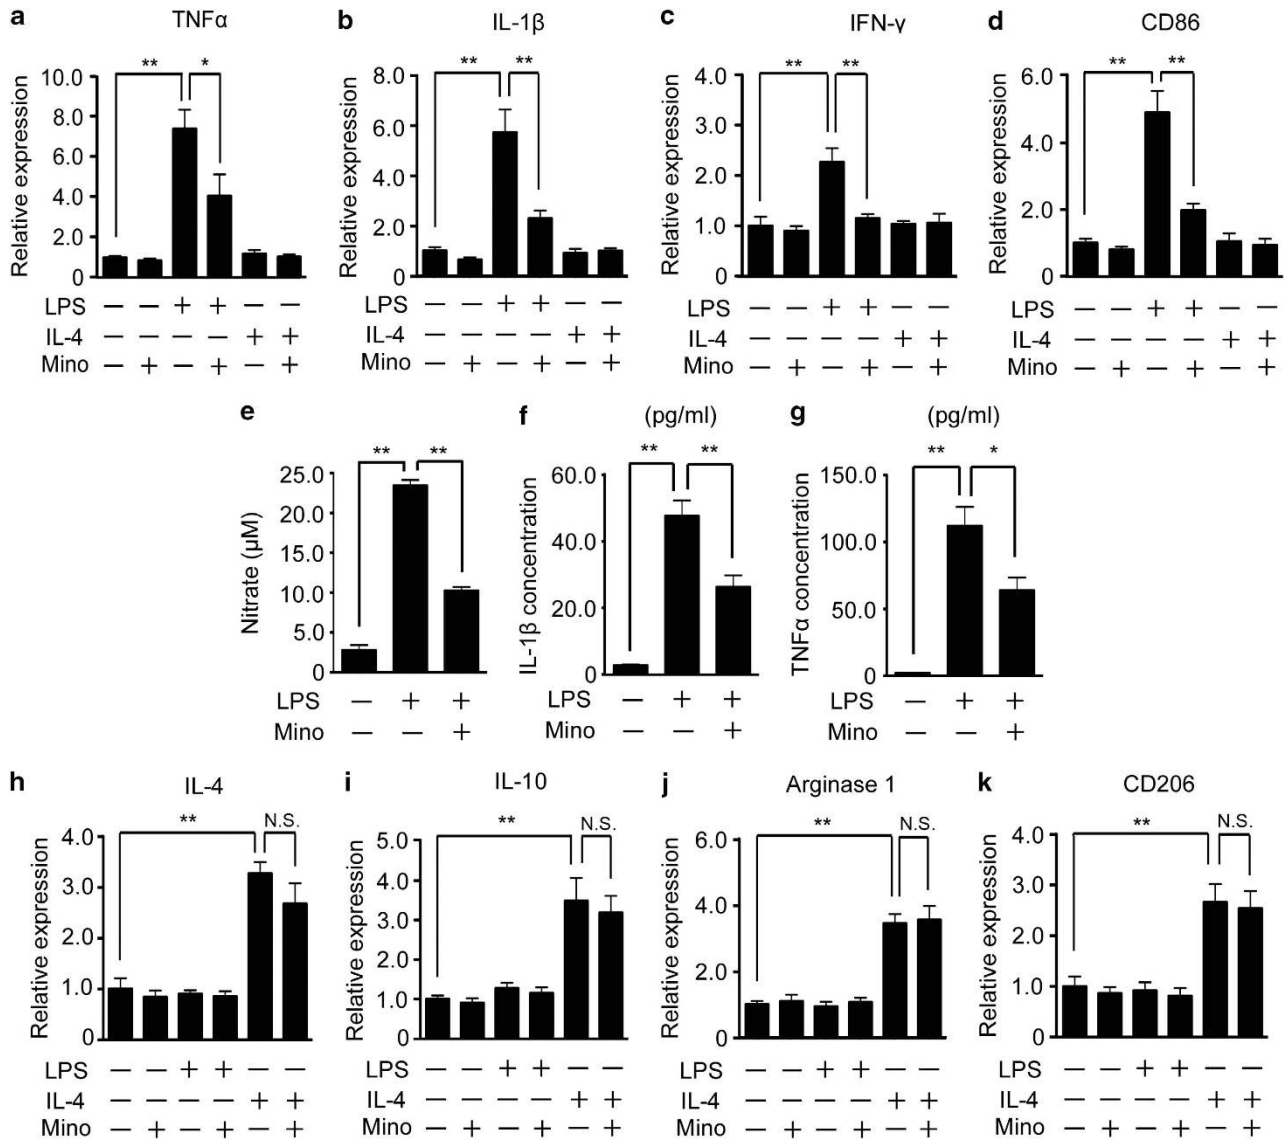 a TNFα b IL-1β c IFN-γ d CD86
** *
Relative expression
10.0
8.0
6.0
4.0
2.0
0
** **
Relative expression
8.0
6.0
4.0
2.0
0
** **
Relative expression
4.0
3.0
2.0
1.0
0
** **
Relative expression
6.0
4.0
2.0
0
LPS — — + + — —
IL-4 — — — — + +
Mino — + — + — +
LPS — — + + — —
IL-4 — — — — + +
Mino — + — + — +
LPS — — + + — —
IL-4 — — — — + +
Mino — + — + — +
LPS — — + + — —
IL-4 — — — — + +
Mino — + — + — +
e f (pg/ml) g (pg/ml)
** **
Nitrate (μM)
25.0
20.0
15.0
10.0
5.0
0
** **
IL-1β concentration
60.0
40.0
20.0
0
** *
TNFα concentration
150.0
100.0
50.0
0
LPS — + +
Mino — — +
LPS — + +
Mino — — +
LPS — + +
Mino — — +
h IL-4 i IL-10 j Arginase 1 k CD206
** N.S.
Relative expression
4.0
3.0
2.0
1.0
0
** N.S.
Relative expression
5.0
4.0
3.0
2.0
1.0
0
** N.S.
Relative expression
6.0
4.0
2.0
0
** N.S.
Relative expression
4.0
3.0
2.0
1.0
0
LPS — — + + — —
IL-4 — — — — + +
Mino — + — + — +
LPS — — + + — —
IL-4 — — — — + +
Mino — + — + — +
LPS — — + + — —
IL-4 — — — — + +
Mino — + — + — +
LPS — — + + — —
IL-4 — — — — + +
Mino — + — + — +